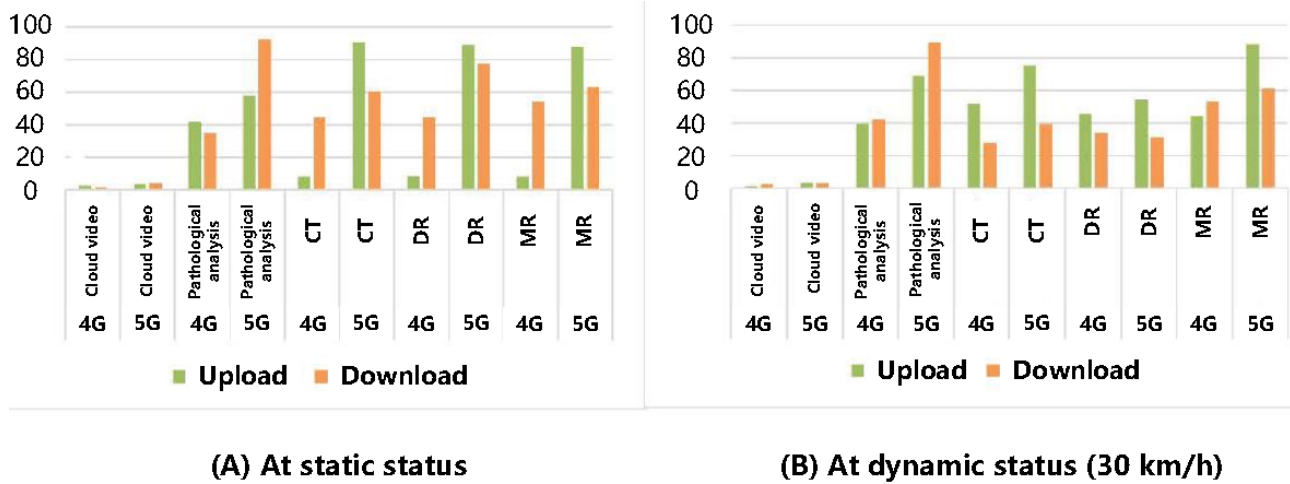 100
80
60
40
20
0
Cloud video
Cloud video
Pathological
analysis
Pathological
analysis
CT
CT
DR
DR
MR
MR
4G 5G 4G 5G 4G 5G 4G 5G 4G 5G
Upload Download
(A) At static status
100
80
60
40
20
0
Cloud video
Cloud video
Pathological
analysis
Pathological
analysis
CT
CT
DR
DR
MR
MR
4G 5G 4G 5G 4G 5G 4G 5G 4G 5G
Upload Download
(B) At dynamic status (30 km/h)